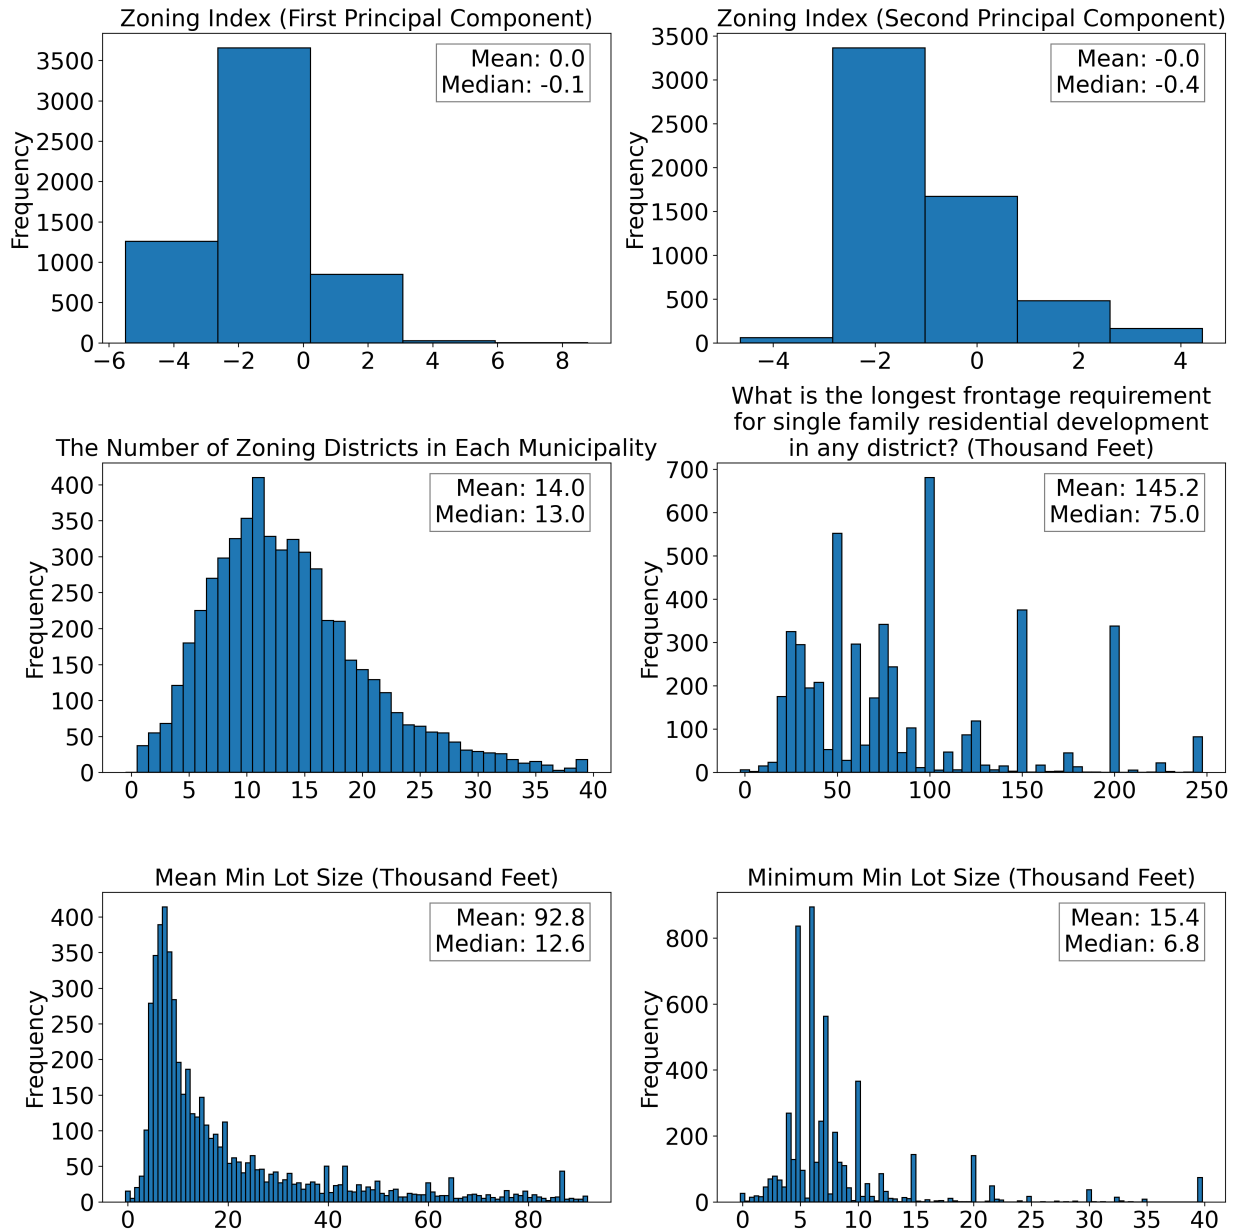 Zoning Index (First Principal Component)
Mean: 0.0
Median: -0.1
Frequency
3500
3000
2500
2000
1500
1000
500
0
−6 −4 −2 0 2 4 6 8
Zoning Index (Second Principal Component)
Mean: -0.0
Median: -0.4
Frequency
3500
3000
2500
2000
1500
1000
500
0
−4 −2 0 2 4
The Number of Zoning Districts in Each Municipality
Mean: 14.0
Median: 13.0
Frequency
400
350
300
250
200
150
100
50
0
0 5 10 15 20 25 30 35 40
What is the longest frontage requirement
for single family residential development
in any district? (Thousand Feet)
Mean: 145.2
Median: 75.0
Frequency
700
600
500
400
300
200
100
0
0 50 100 150 200 250
Mean Min Lot Size (Thousand Feet)
Mean: 92.8
Median: 12.6
Frequency
400
350
300
250
200
150
100
50
0
0 20 40 60 80
Minimum Min Lot Size (Thousand Feet)
Mean: 15.4
Median: 6.8
Frequency
800
600
400
200
0
0 5 10 15 20 25 30 35 40